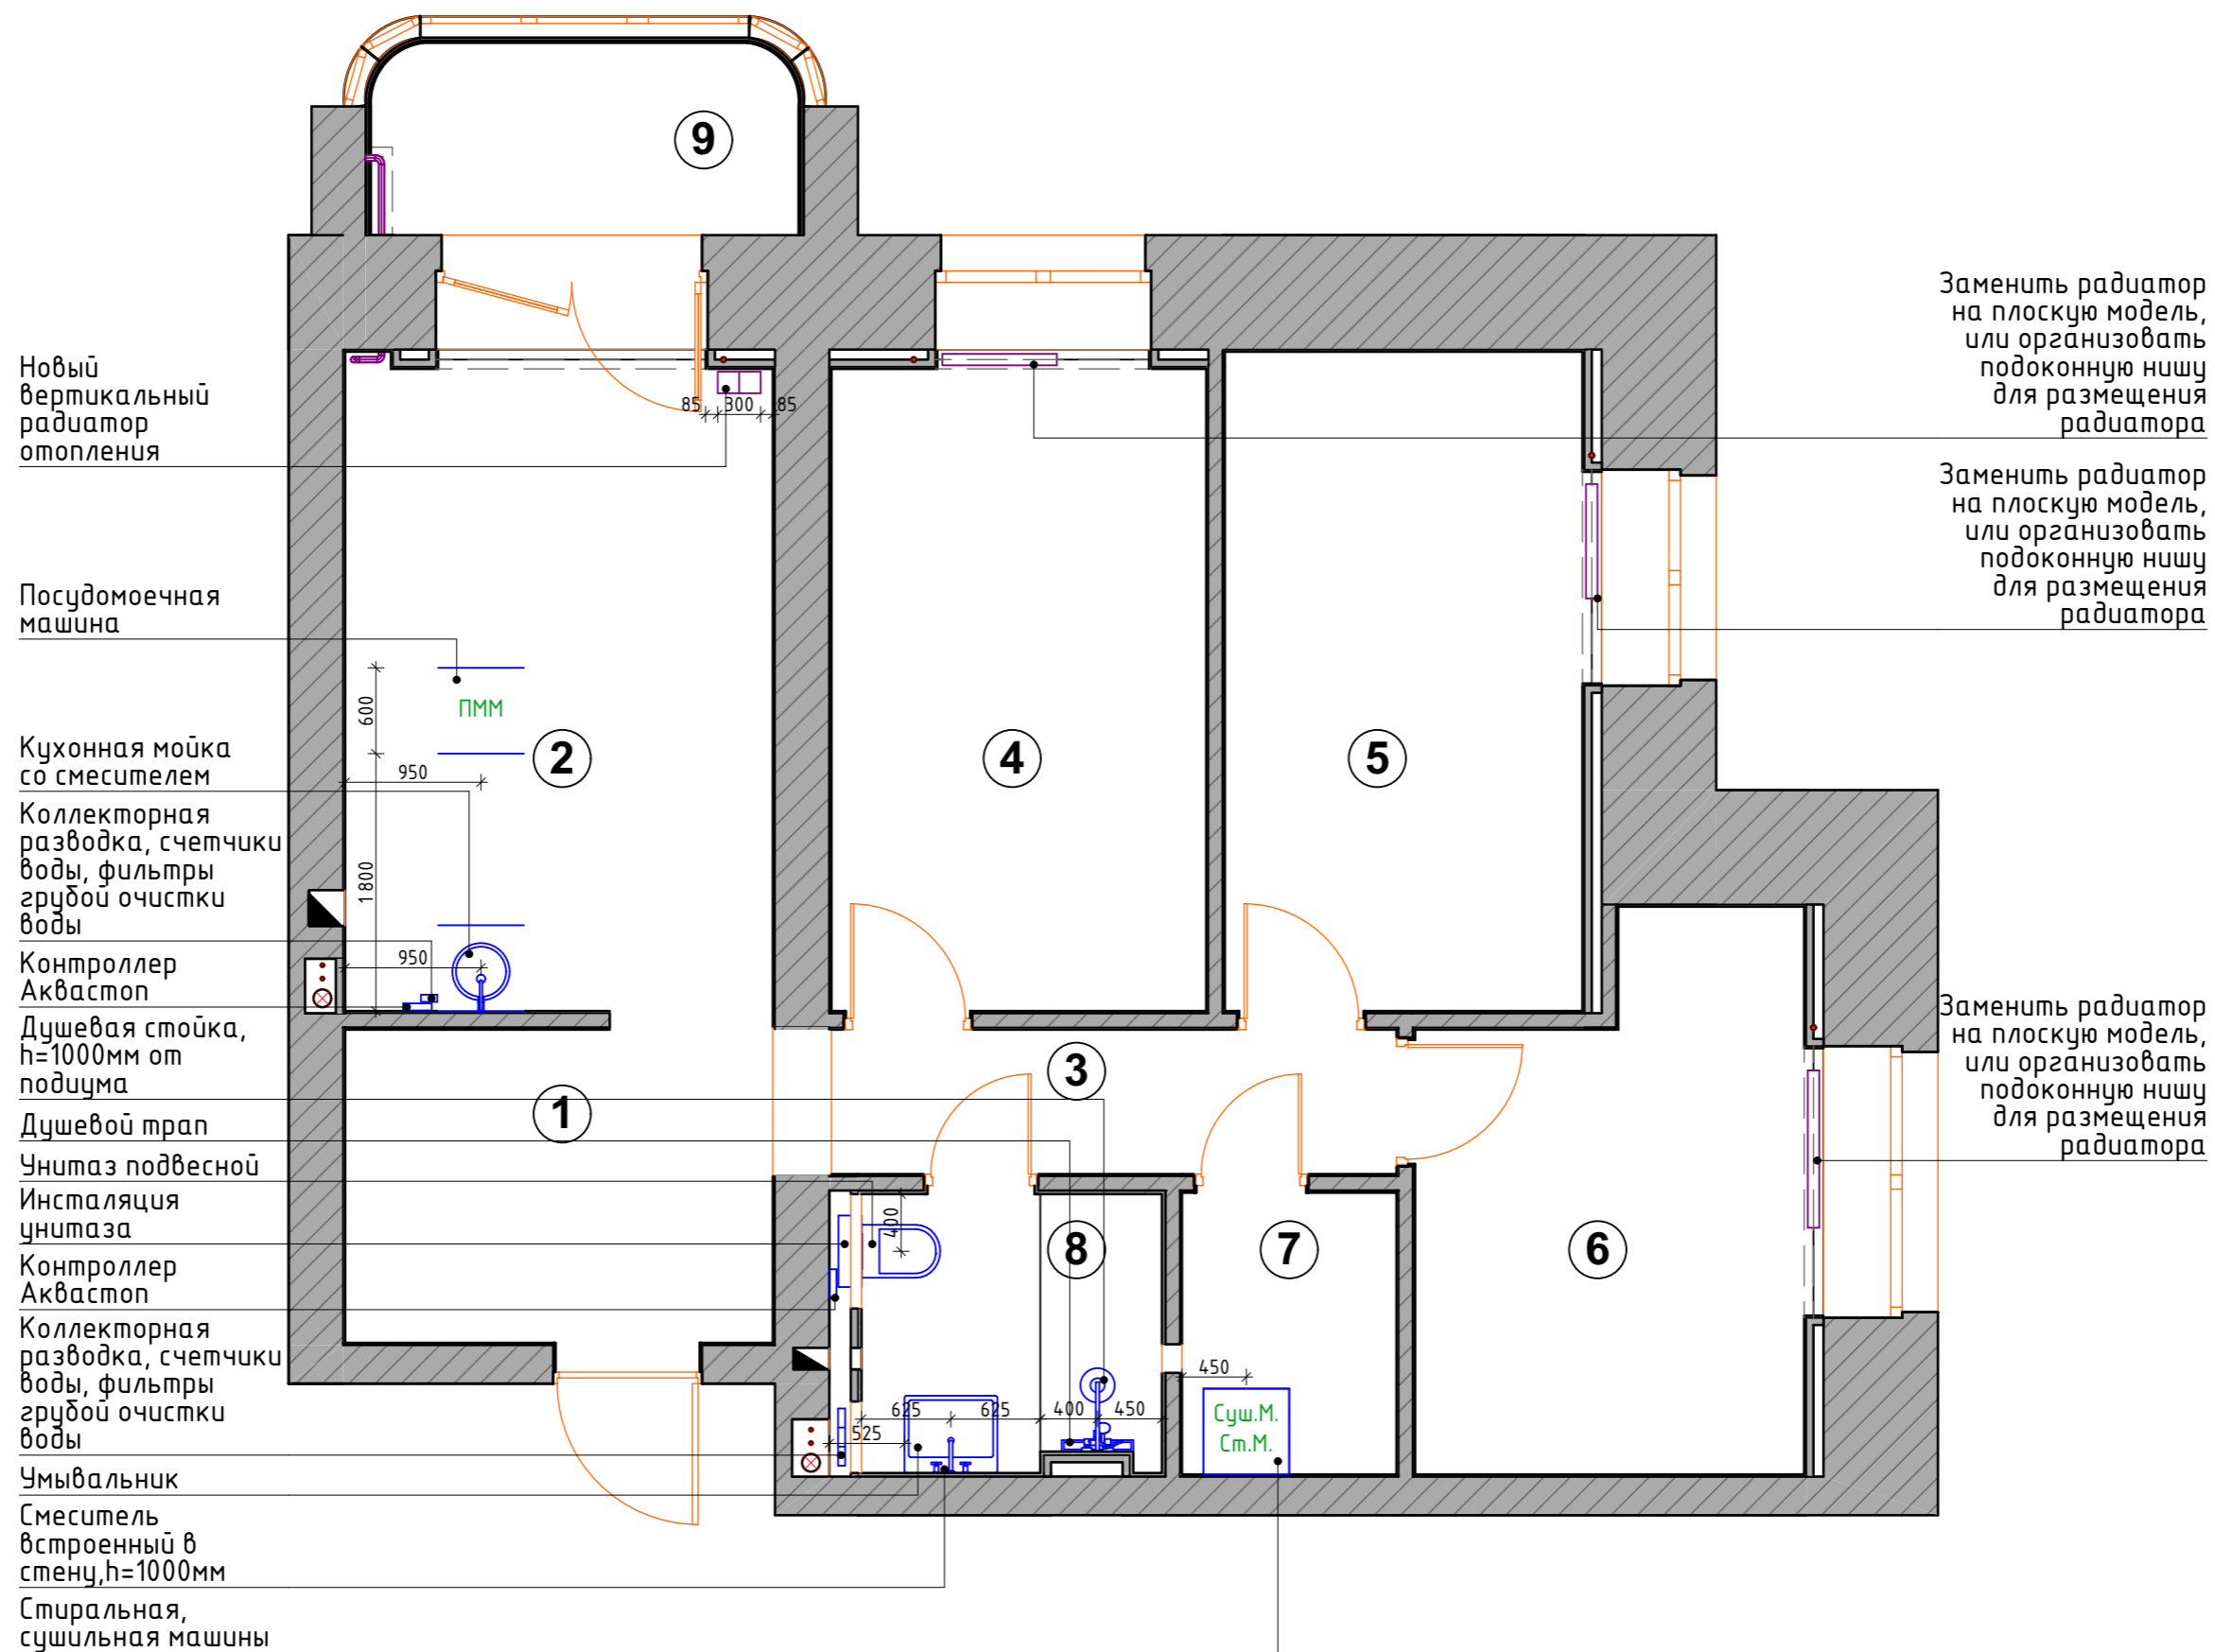 9
Новый
вертикальный
радиатор
отопления
Посудомоечная
машина
Кухонная мойка
со смесителем
Коллекторная
разводка, счетчики
воды, фильтры
грубой очистки
воды
Контроллер
Аквастоп
Душевая стойка,
h=1000мм от
подиума
Душевой трап
Унитаз подвесной
Инсталяция
унитаза
Контроллер
Аквастоп
Коллекторная
разводка, счетчики
воды, фильтры
грубой очистки
воды
Умывальник
Смеситель
встроенный в
стену,h=1000мм
Стиральная,
сушильная машины
85 300 85
600
ПММ
950
2
1800
950
4
5
3
1
400
8
7
6
625 625 400 450
525
450
Суш.М.
Ст.М.
Заменить радиатор
на плоскую модель,
или организовать
подоконную нишу
для размещения
радиатора
Заменить радиатор
на плоскую модель,
или организовать
подоконную нишу
для размещения
радиатора
Заменить радиатор
на плоскую модель,
или организовать
подоконную нишу
для размещения
радиатора